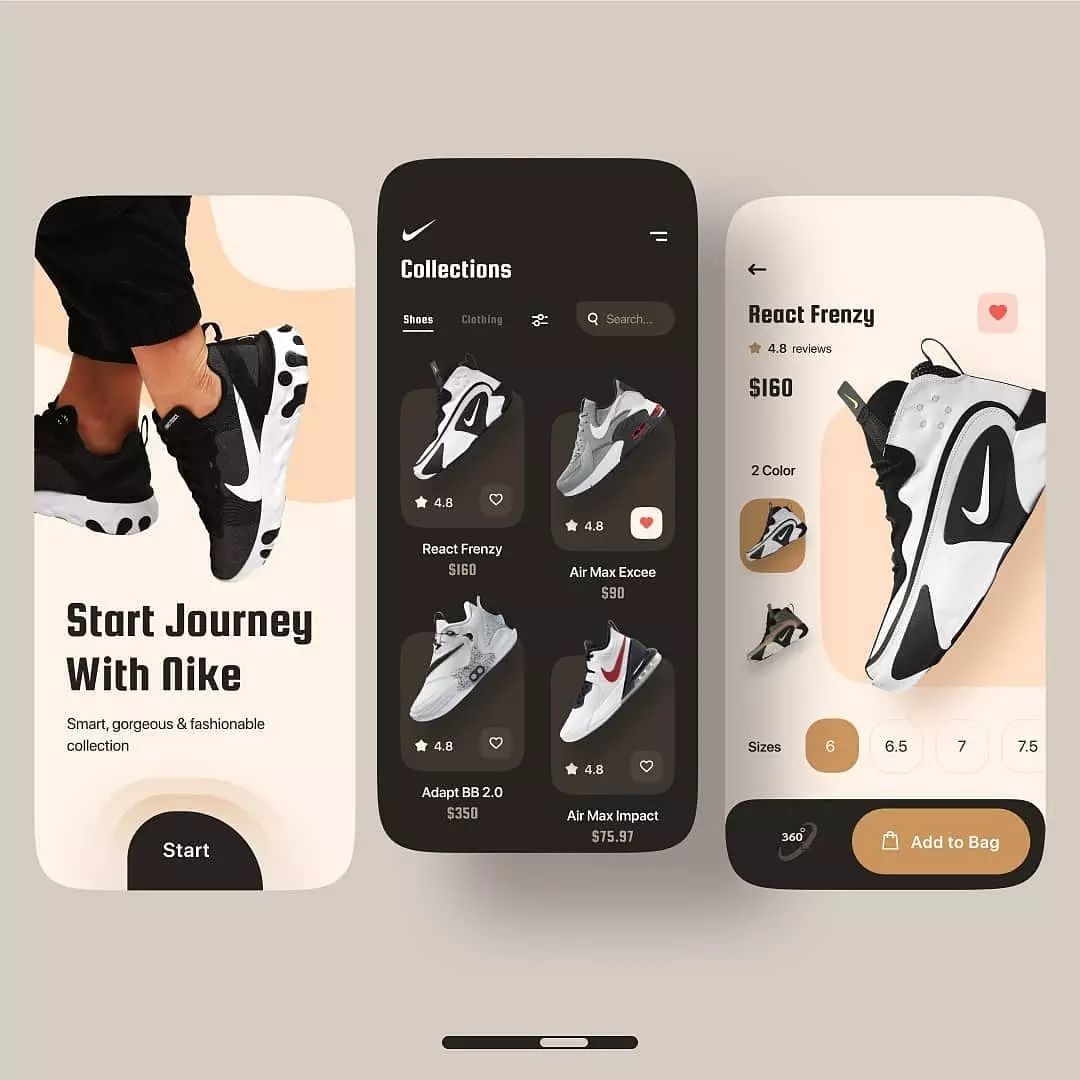 Start Journey
With Nike
Smart, gorgeous & fashionable
collection
Start
Collections
Shoes
Clothing
Search...
4.8
React Frenzy
$160
4.8
Air Max Excee
$90
4.8
Adapt BB 2.0
$350
4.8
Air Max Impact
$75.97
React Frenzy
4.8 reviews
$160
2 Color
Sizes
6
6.5
7
7.5
360°
Add to Bag